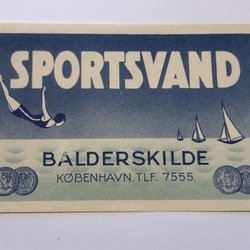 SPORTSVAND
BALDERSKILDE
KØBENHAVN. TLF. 7555.